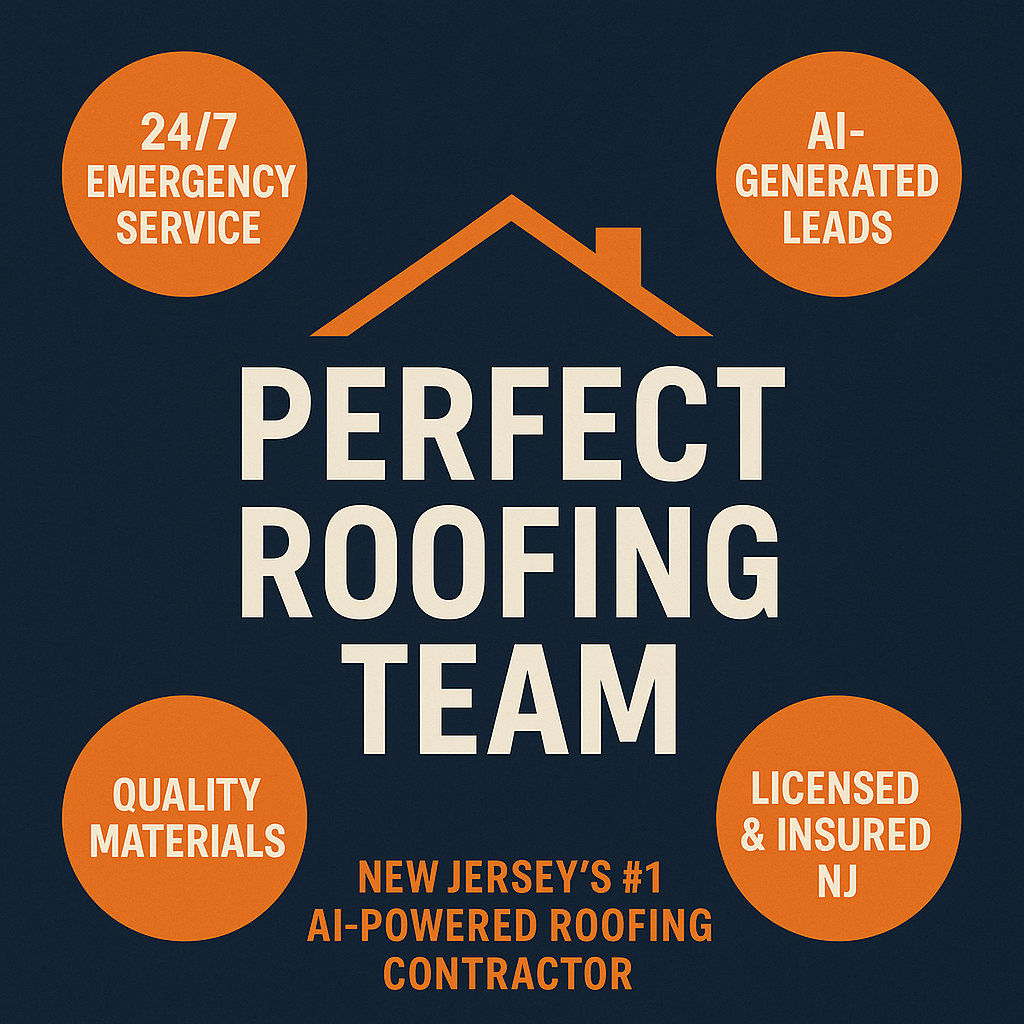 24/7
EMERGENCY
SERVICE
AI-
GENERATED
LEADS
PERFECT
ROOFING
TEAM
QUALITY
MATERIALS
LICENSED
& INSURED
NJ
NEW JERSEY'S #1
AI-POWERED ROOFING
CONTRACTOR